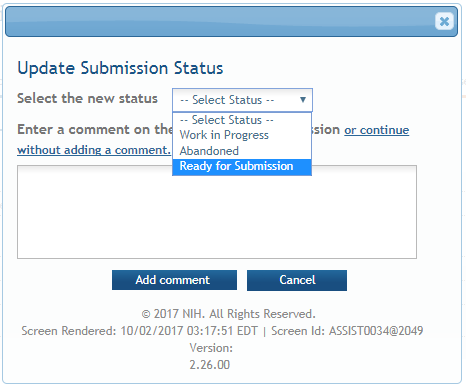 Update Submission Status
Select the new status
-- Select Status --
-- Select Status --
Work in Progress
Abandoned
Ready for Submission
Enter a comment on the ssion or continue
without adding a comment.
Add comment
Cancel
© 2017 NIH. All Rights Reserved.
Screen Rendered: 10/02/2017 03:17:51 EDT | Screen Id: ASSIST0034@2049
Version:
2.26.00